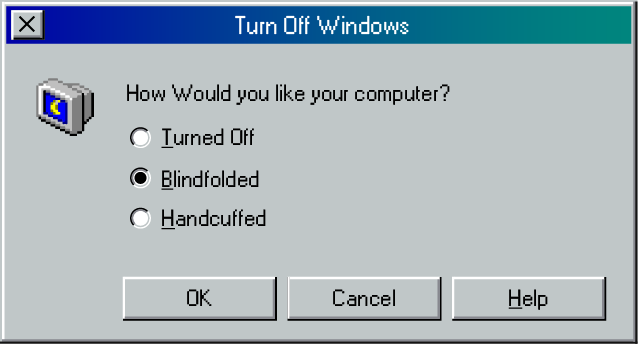 Turn Off Windows
How Would you like your computer?
Turned Off
Blindfolded
Handcuffed
OK Cancel Help